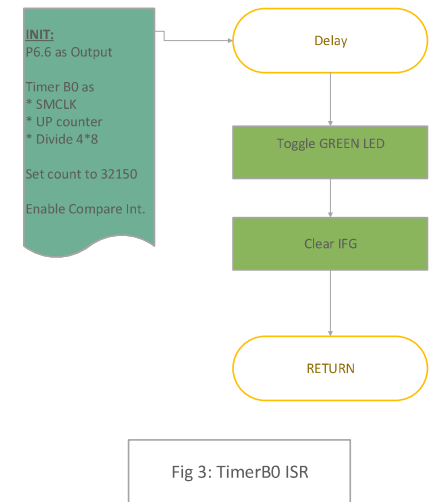 INIT:
P6.6 as Output
Timer B0 as
* SMCLK
* UP counter
* Divide 4*8
Set count to 32150
Enable Compare Int.
Delay
Toggle GREEN LED
Clear IFG
RETURN
Fig 3: TimerB0 ISR